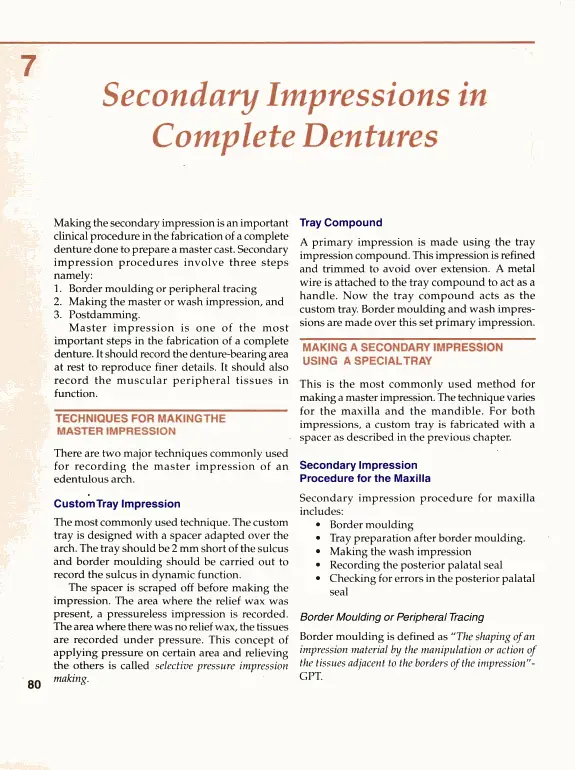 7
Secondary Impressions in
Complete Dentures
Making the secondary impression is an important
clinical procedure in the fabrication of a complete
denture done to prepare a master cast. Secondary
impression procedures involve three steps
namely:
1. Border moulding or peripheral tracing
2. Making the master or wash impression, and
3. Postdamming.
Master impression is one of the most
important steps in the fabrication of a complete
denture. It should record the denture-bearing area
at rest to reproduce finer details. It should also
record the muscular peripheral tissues in
function.
TECHNIQUES FOR MAKING THE
MASTER IMPRESSION
There are two major techniques commonly used
for recording the master impression of an
edentulous arch.
Custom Tray Impression
The most commonly used technique. The custom
tray is designed with a spacer adapted over the
arch. The tray should be 2 mm short of the sulcus
and border moulding should be carried out to
record the sulcus in dynamic function.
The spacer is scraped off before making the
impression. The area where the relief wax was
present, a pressureless impression is recorded.
The area where there was no relief wax, the tissues
are recorded under pressure. This concept of
applying pressure on certain area and relieving
the others is called selective pressure impression
making.
80
Tray Compound
A primary impression is made using the tray
impression compound. This impression is refined
and trimmed to avoid over extension. A metal
wire is attached to the tray compound to act as a
handle. Now the tray compound acts as the
custom tray. Border moulding and wash impres-
sions are made over this set primary impression.
MAKING A SECONDARY IMPRESSION
USING A SPECIAL TRAY
This is the most commonly used method for
making a master impression. The technique varies
for the maxilla and the mandible. For both
impressions, a custom tray is fabricated with a
spacer as described in the previous chapter.
Secondary Impression
Procedure for the Maxilla
Secondary impression procedure for maxilla
includes:
• Border moulding
• Tray preparation after border moulding.
• Making the wash impression
• Recording the posterior palatal seal
• Checking for errors in the posterior palatal
seal
Border Moulding or Peripheral Tracing
Border moulding is defined as "The shaping of an
impression material by the manipulation or action of
the tissues adjacent to the borders of the impression"-
GPT.